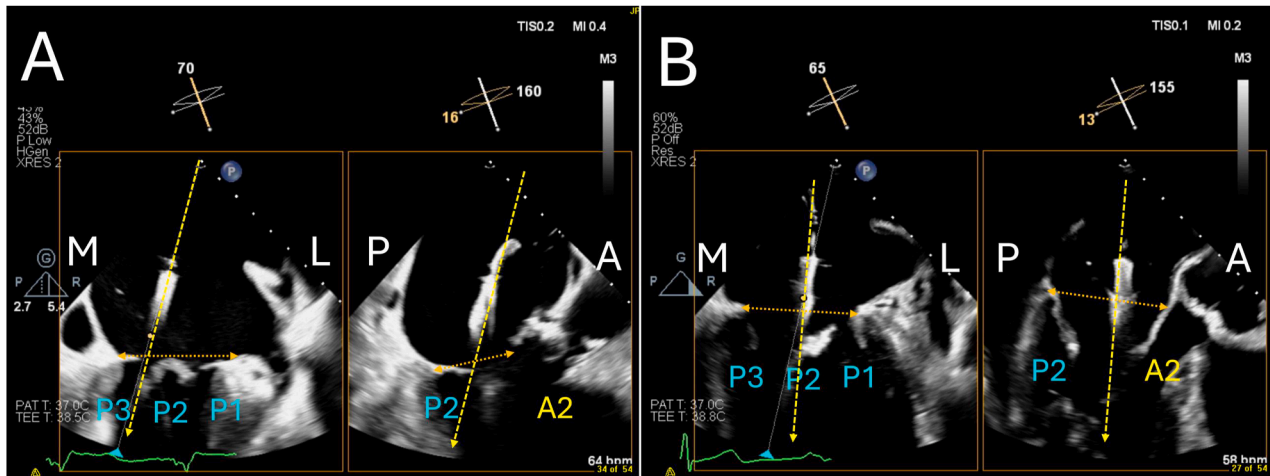 A
JP
TIS0.2 MI 0.4
M3
70
160
16
43%
52dB
P Low
HGen
XRES 2
P
M
L
P
A
G
P
R
2.7
5.4
P3
P2
P1
P2
A2
PAT T: 37.0C
TEE T: 38.5C
64 bpm
34 of 54
B
TIS0.1 MI 0.2
M3
65
155
13
60%
52dB
P Off
Res
XRES 2
P
M
L
P
A
G
P
R
P3
P2
P1
P2
A2
PAT T: 37.0C
TEE T: 38.8C
58 bpm
27 of 54